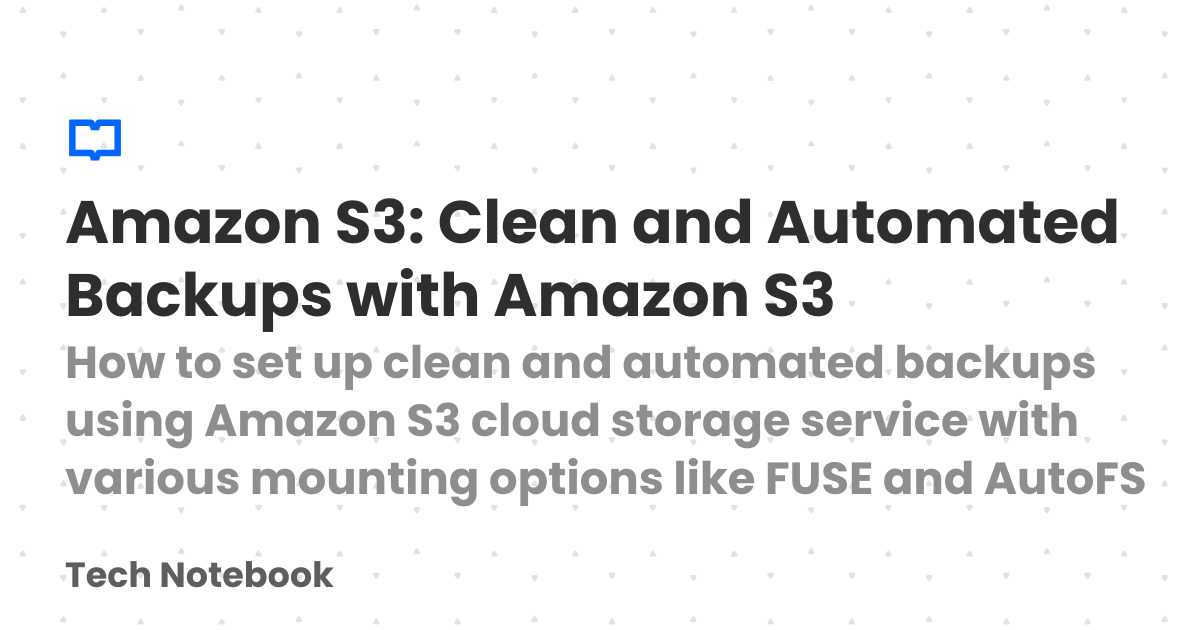 Amazon S3: Clean and Automated
Backups with Amazon S3
How to set up clean and automated backups
using Amazon S3 cloud storage service with
various mounting options like FUSE and AutoFS
Tech Notebook